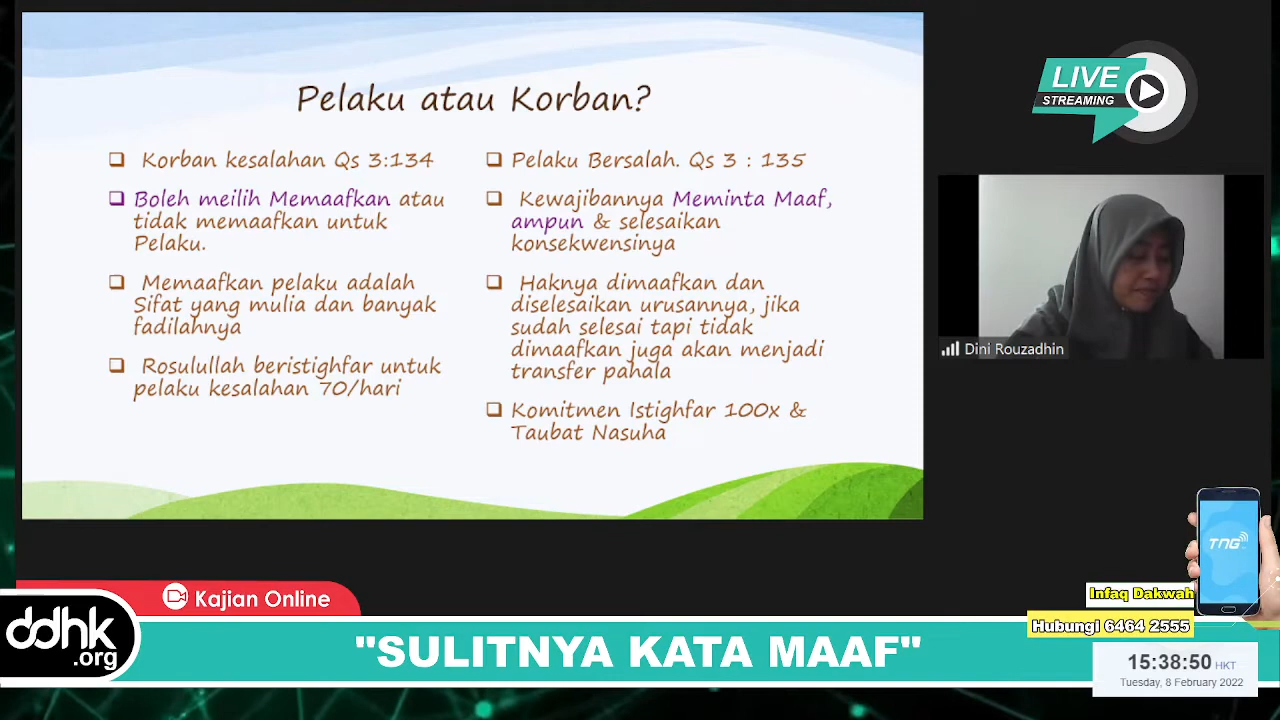 Pelaku atau Korban?
Korban kesalahan Qs 3:134
Boleh meilih Memaafkan atau
tidak memaafkan untuk
Pelaku.
Memaafkan pelaku adalah
Sifat yang mulia dan banyak
fadilahnya
Rosulullah beristighfar untuk
pelaku kesalahan 70/hari
Pelaku Bersalah. Qs 3 : 135
Kewajibannya Meminta Maaf,
ampun & selesaikan
konsekwensinya
Haknya dimaafkan dan
diselesaikan urusannya, jika
sudah selesai tapi tidak
dimaafkan juga akan menjadi
transfer pahala
Komitmen Istighfar 100x &
Taubat Nasuha
LIVE
STREAMING
Dini Rouzadhin
TNG
Kajian Online
Infaq Dakwah
Hubungi 6464 2555
ddhk
.org
"SULITNYA KATA MAAF"
15:38:50 HKT
Tuesday, 8 February 2022